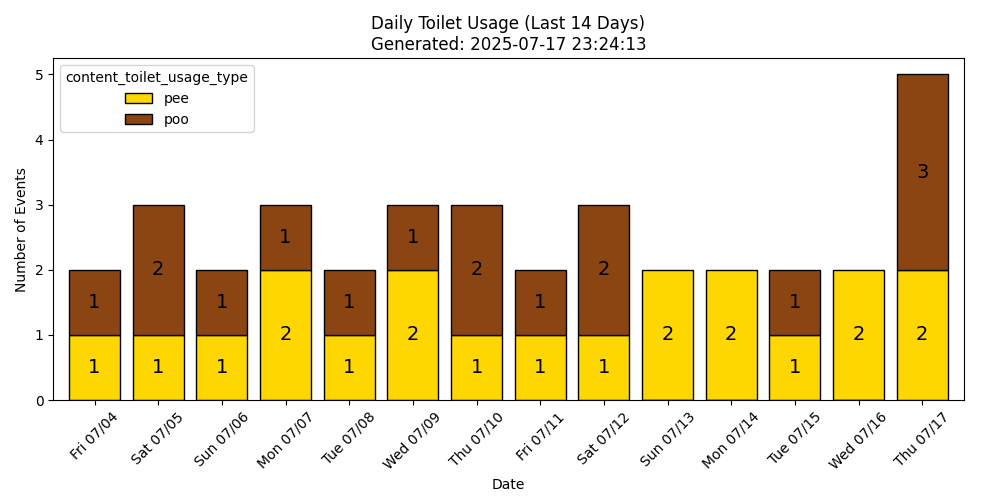 Daily Toilet Usage (Last 14 Days)
Generated: 2025-07-17 23:24:13
content_toilet_usage_type
pee
poo
Number of Events
5
4
3
2
1
0
1 2 1 1 1 1 2 1 2 1 3
1 1 1 2 1 2 1 1 1 2 2 1 2 2
Fri 07/04 Sat 07/05 Sun 07/06 Mon 07/07 Tue 07/08 Wed 07/09 Thu 07/10 Fri 07/11 Sat 07/12 Sun 07/13 Mon 07/14 Tue 07/15 Wed 07/16 Thu 07/17
Date